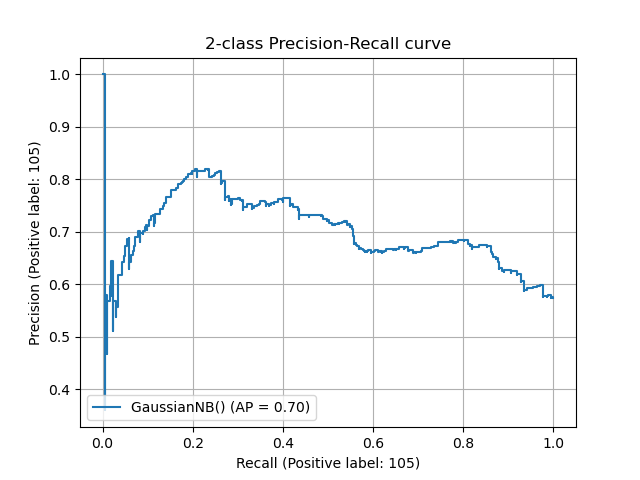 2-class Precision-Recall curve
1.0
0.9
0.8
0.7
0.6
0.5
0.4
Precision (Positive label: 105)
GaussianNB() (AP = 0.70)
0.0 0.2 0.4 0.6 0.8 1.0
Recall (Positive label: 105)